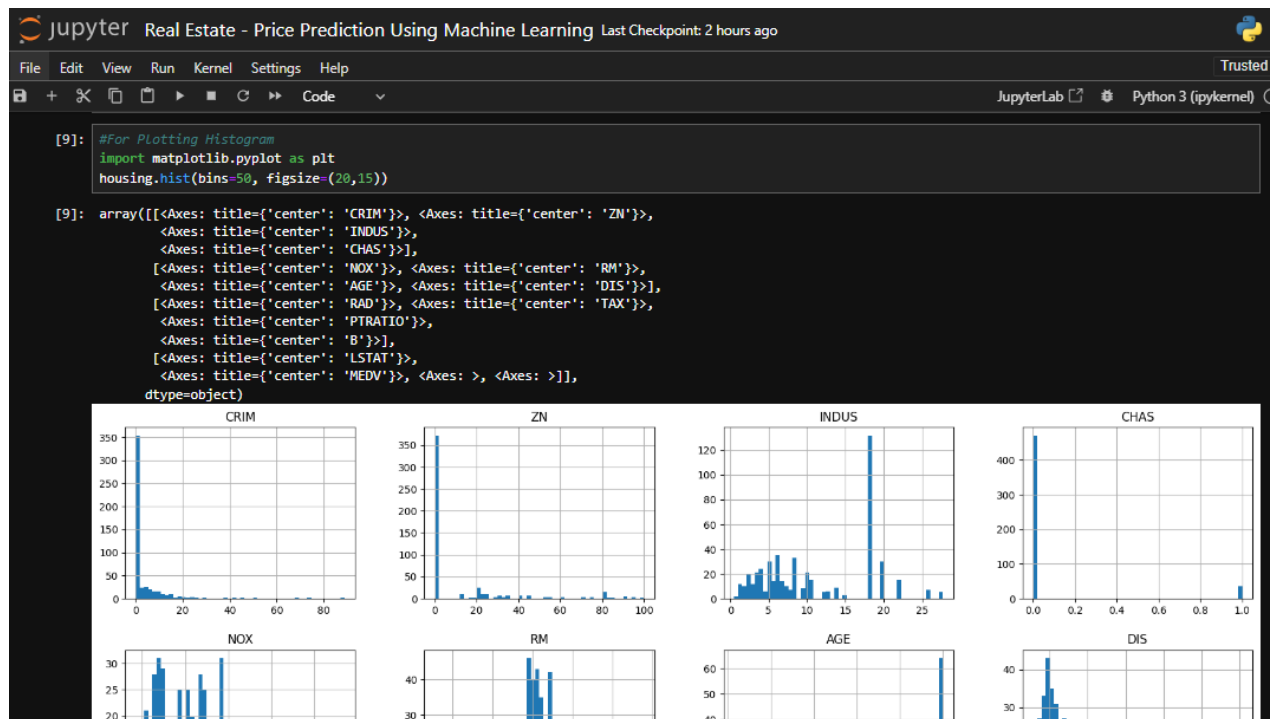 jupyter Real Estate - Price Prediction Using Machine Learning Last Checkpoint: 2 hours ago
File Edit View Run Kernel Settings Help Trusted
Code JupyterLab Python 3 (ipykernel)
[9]: #For PLotting Histogram
import matplotlib.pyplot as plt
housing.hist(bins=50, figsize=(20,15))
[9]: array([[<Axes: title={'center': 'CRIM'}>, <Axes: title={'center': 'ZN'}>,
<Axes: title={'center': 'INDUS'}>,
<Axes: title={'center': 'CHAS'}>],
[<Axes: title={'center': 'NOX'}>, <Axes: title={'center': 'RM'}>,
<Axes: title={'center': 'AGE'}>, <Axes: title={'center': 'DIS'}>],
[<Axes: title={'center': 'RAD'}>, <Axes: title={'center': 'TAX'}>,
<Axes: title={'center': 'PTRATIO'}>,
<Axes: title={'center': 'B'}>],
[<Axes: title={'center': 'LSTAT'}>,
<Axes: title={'center': 'MEDV'}>, <Axes: >, <Axes: >]],
dtype=object)
CRIM
350
300
250
200
150
100
50
0
0 20 40 60 80
ZN
350
300
250
200
150
100
50
0
0 20 40 60 80 100
INDUS
120
100
80
60
40
20
0
0 5 10 15 20 25
CHAS
400
300
200
100
0
0.0 0.2 0.4 0.6 0.8 1.0
NOX
30
25
20
RM
40
30
AGE
60
50
40
DIS
40
30